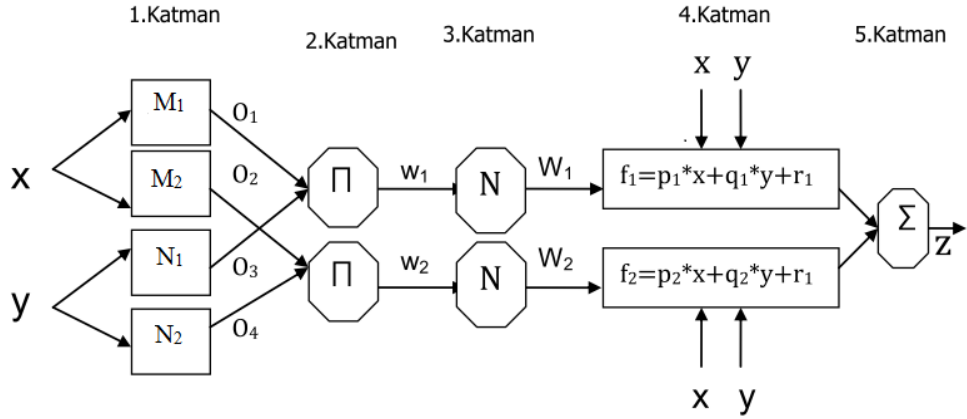 1.Katman
2.Katman
3.Katman
4.Katman
5.Katman
x
y
x
y
M₁
M₂
N₁
N₂
O₁
O₂
O₃
O₄
Π
Π
w₁
w₂
N
N
W₁
W₂
f₁=p₁*x+q₁*y+r₁
f₂=p₂*x+q₂*y+r₁
x
y
Σ
z